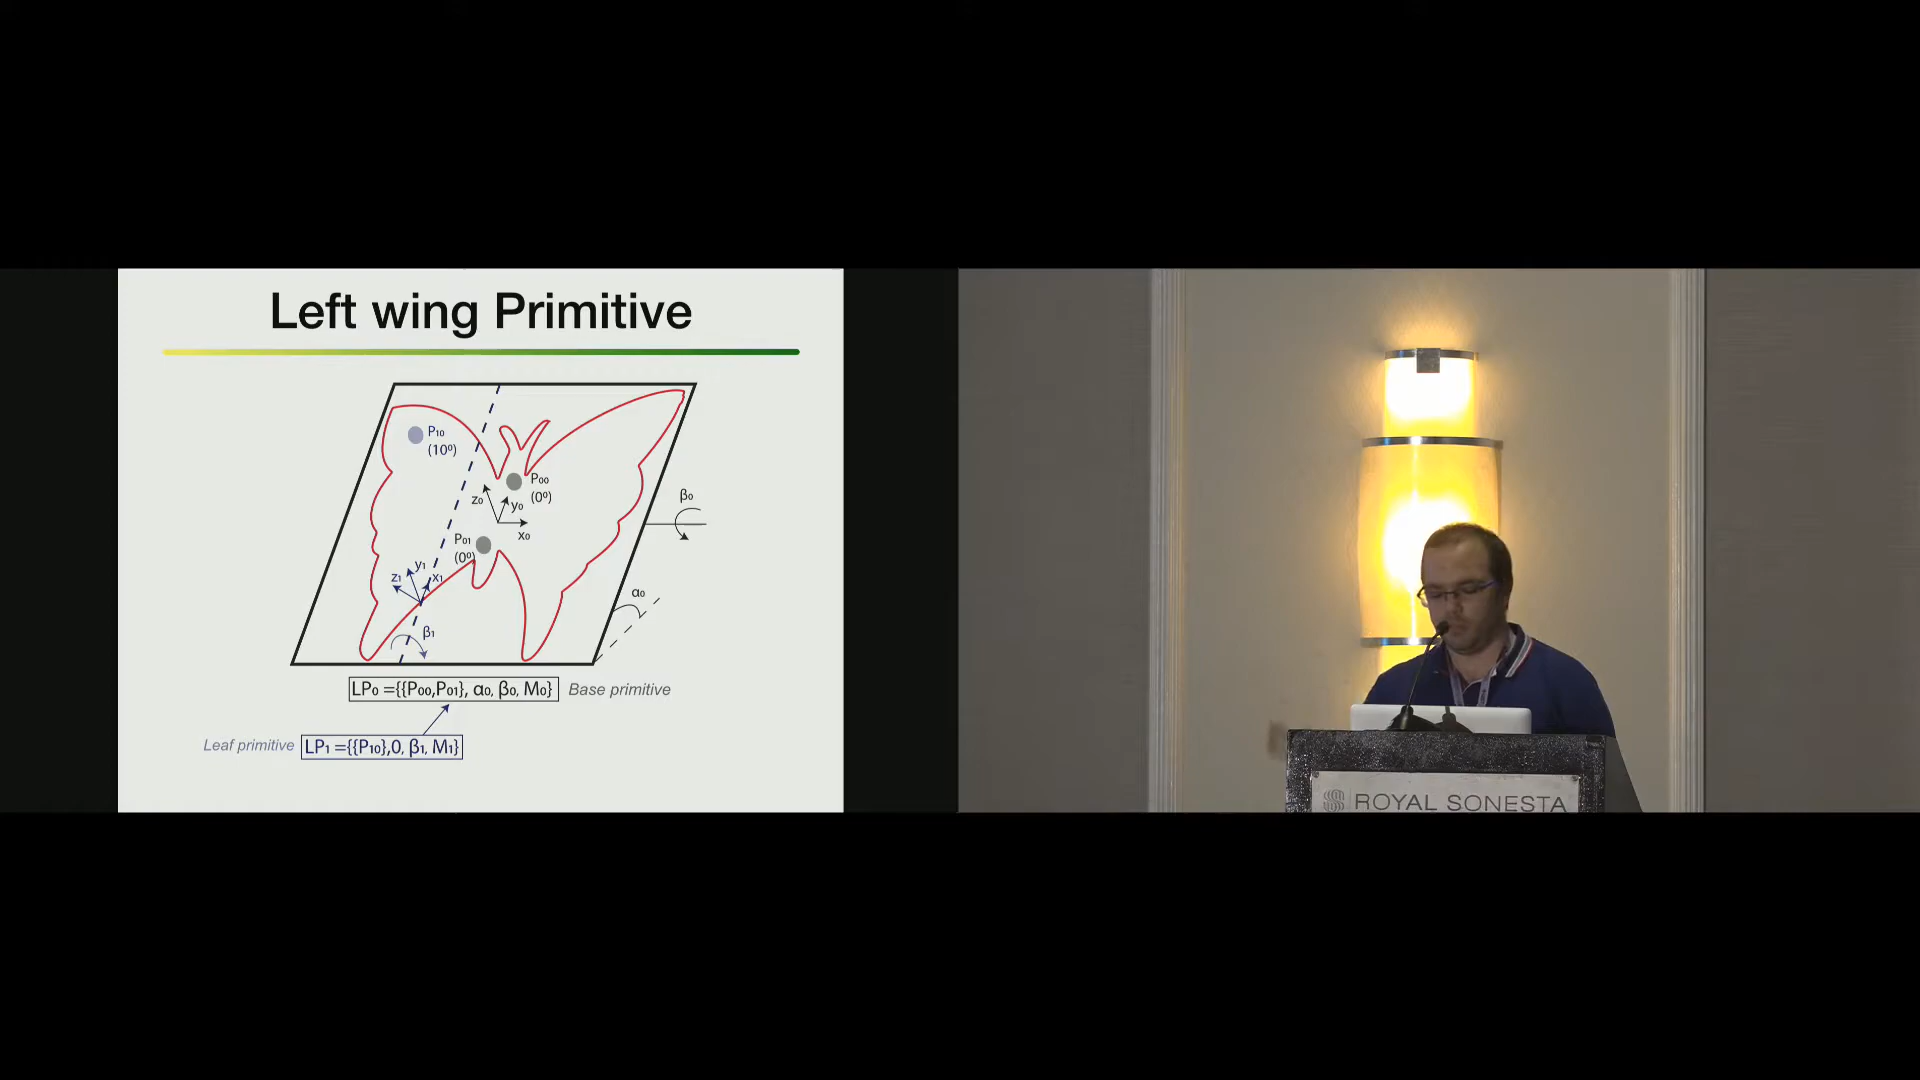 Left wing Primitive
P₁₀
(10º)
P₀₀
(0º)
z₀
y₀
x₀
β₀
P₀₁
(0º)
z₁
y₁
x₁
α₀
β₁
LP₀ ={{P₀₀,P₀₁}, α₀, β₀, M₀}
Base primitive
Leaf primitive
LP₁ ={{P₁₀},0, β₁, M₁}
ROYAL SONESTA